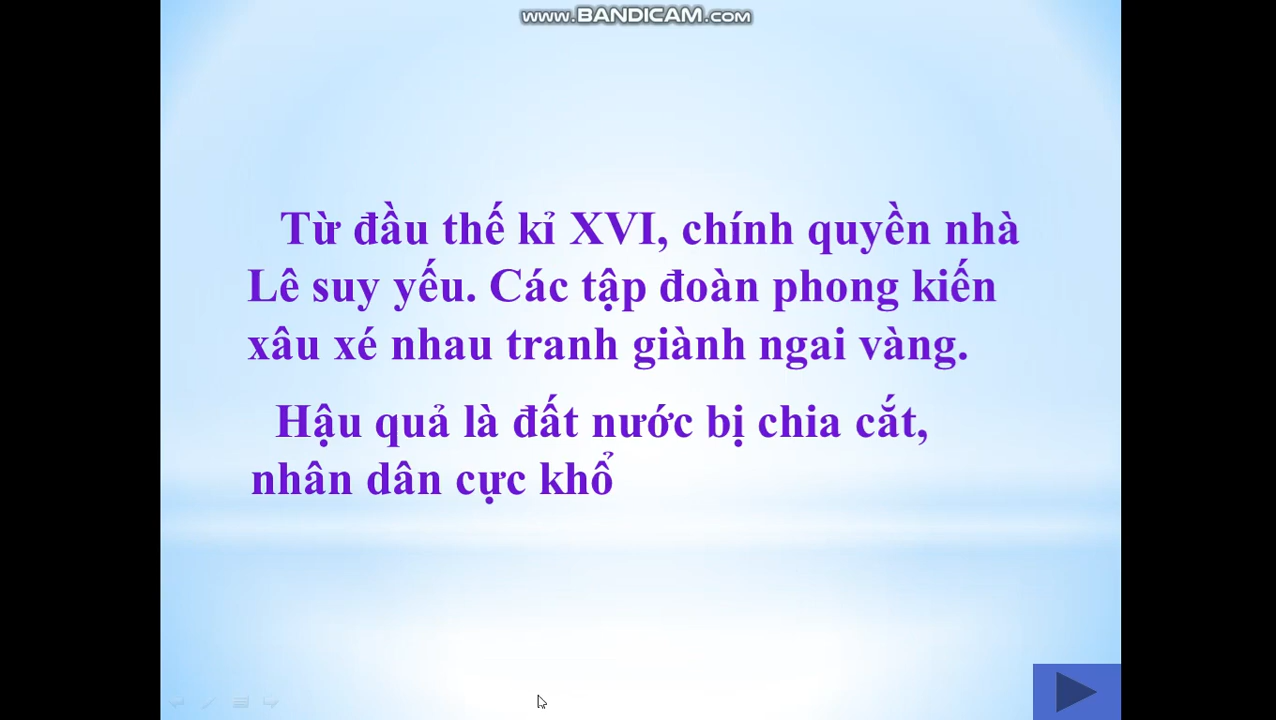 www.BANDICAM.com
Từ đầu thế kỉ XVI, chính quyền nhà
Lê suy yếu. Các tập đoàn phong kiến
xâu xé nhau tranh giành ngai vàng.
Hậu quả là đất nước bị chia cắt,
nhân dân cực khổ